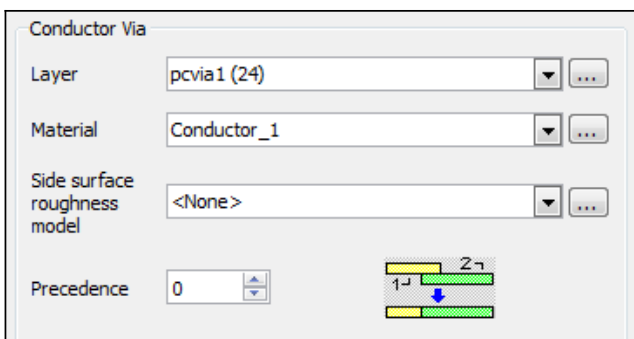 Conductor Via
Layer
pcvia1 (24)
...
Material
Conductor_1
...
Side surface
roughness
model
<None>
...
Precedence
0
2
1